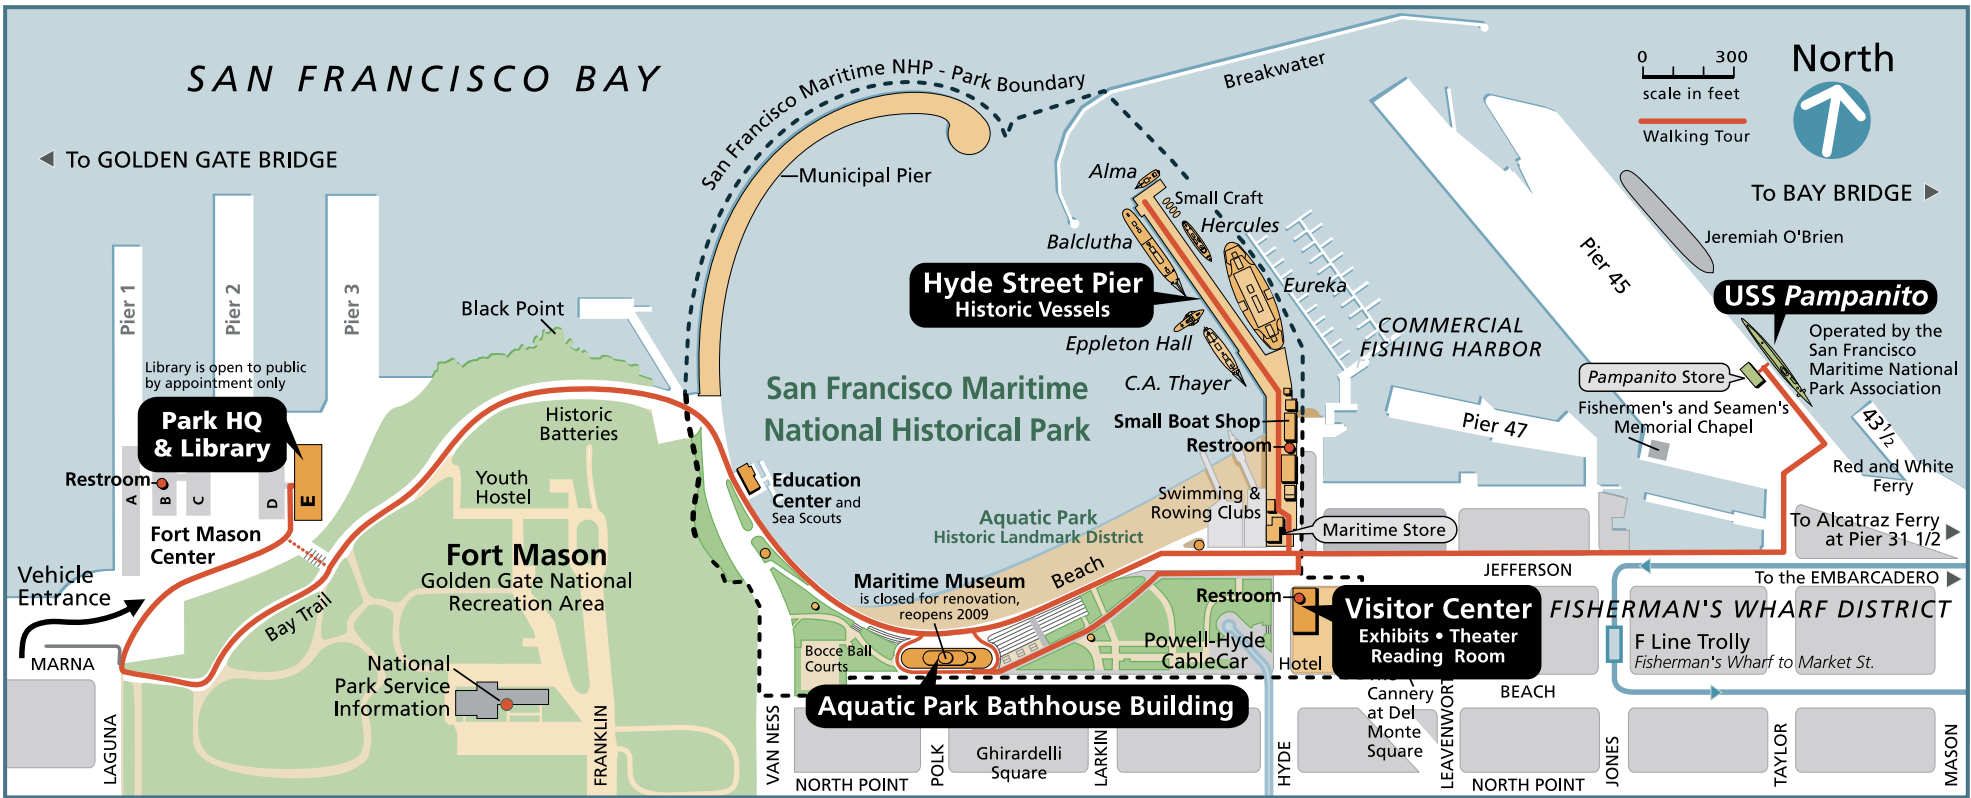 SAN FRANCISCO BAY
San Francisco Maritime NHP - Park Boundary
Breakwater
0 300
scale in feet
Walking Tour
North
To GOLDEN GATE BRIDGE
To BAY BRIDGE
Municipal Pier
Alma
Small Craft
Hercules
Balclutha
Hyde Street Pier
Historic Vessels
Eureka
Eppleton Hall
C.A. Thayer
Pier 45
Jeremiah O'Brien
USS Pampanito
Operated by the
San Francisco
Maritime National
Park Association
COMMERCIAL
FISHING HARBOR
Pampanito Store
Fishermen's and Seamen's
Memorial Chapel
Pier 47
43 1/2
Red and White
Ferry
To Alcatraz Ferry
at Pier 31 1/2
To the EMBARCADERO
Pier 1
Pier 2
Pier 3
Black Point
Library is open to public
by appointment only
Park HQ
& Library
Restroom
A
B
C
D
E
Fort Mason
Center
Vehicle
Entrance
MARNA
Bay Trail
Historic
Batteries
Youth
Hostel
Fort Mason
Golden Gate National
Recreation Area
National
Park Service
Information
San Francisco Maritime
National Historical Park
Small Boat Shop
Restroom
Education
Center and
Sea Scouts
Swimming &
Rowing Clubs
Aquatic Park
Historic Landmark District
Maritime Store
Maritime Museum
is closed for renovation,
reopens 2009
Beach
JEFFERSON
Restroom
Visitor Center
Exhibits • Theater
Reading Room
FISHERMAN'S WHARF DISTRICT
F Line Trolly
Fisherman's Wharf to Market St.
Bocce Ball
Courts
Powell-Hyde
CableCar
Hotel
BEACH
Aquatic Park Bathhouse Building
The
Cannery
at Del
Monte
Square
Ghirardelli
Square
LAGUNA
FRANKLIN
VAN NESS
POLK
LARKIN
HYDE
LEAVENWORTH
JONES
TAYLOR
MASON
NORTH POINT
NORTH POINT